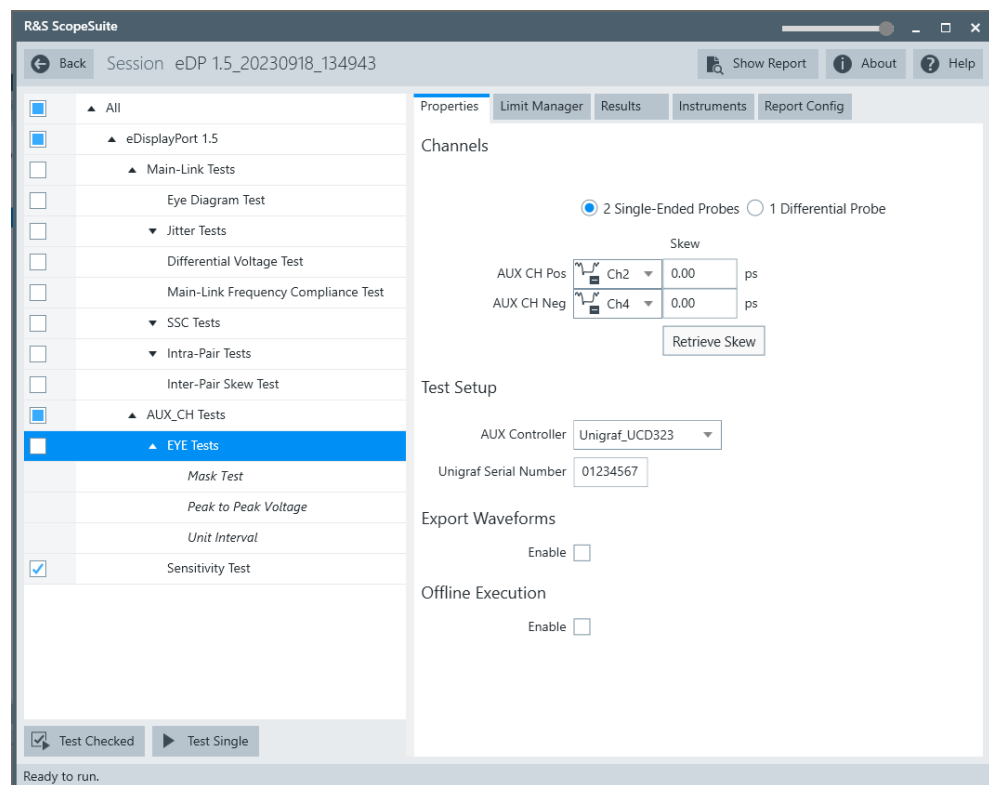 R&S ScopeSuite
Back Session eDP 1.5_20230918_134943 Show Report About Help
All
eDisplayPort 1.5
Main-Link Tests
Eye Diagram Test
Jitter Tests
Differential Voltage Test
Main-Link Frequency Compliance Test
SSC Tests
Intra-Pair Tests
Inter-Pair Skew Test
AUX_CH Tests
EYE Tests
Mask Test
Peak to Peak Voltage
Unit Interval
Sensitivity Test
Test Checked Test Single
Properties Limit Manager Results Instruments Report Config
Channels
2 Single-Ended Probes 1 Differential Probe
Skew
AUX CH Pos Ch2 0.00 ps
AUX CH Neg Ch4 0.00 ps
Retrieve Skew
Test Setup
AUX Controller Unigraf_UCD323
Unigraf Serial Number 01234567
Export Waveforms
Enable
Offline Execution
Enable
Ready to run.